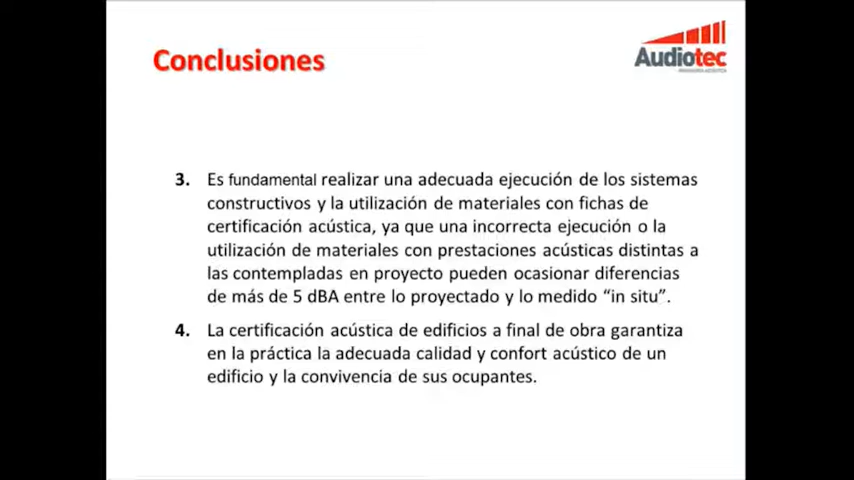 Conclusiones
Audiotec
3. Es fundamental realizar una adecuada ejecución de los sistemas
constructivos y la utilización de materiales con fichas de
certificación acústica, ya que una incorrecta ejecución o la
utilización de materiales con prestaciones acústicas distintas a
las contempladas en proyecto pueden ocasionar diferencias
de más de 5 dBA entre lo proyectado y lo medido “in situ”.
4. La certificación acústica de edificios a final de obra garantiza
en la práctica la adecuada calidad y confort acústico de un
edificio y la convivencia de sus ocupantes.